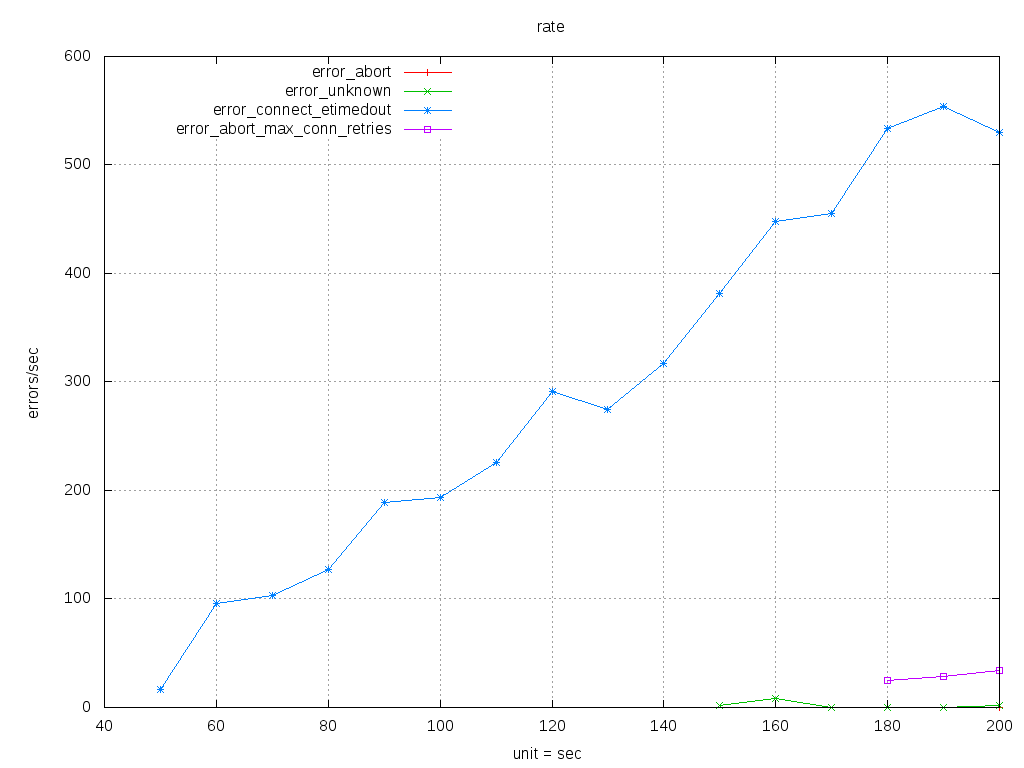 rate
600
500
400
300
200
100
0
errors/sec
error_abort
error_unknown
error_connect_etimedout
error_abort_max_conn_retries
40 60 80 100 120 140 160 180 200
unit = sec